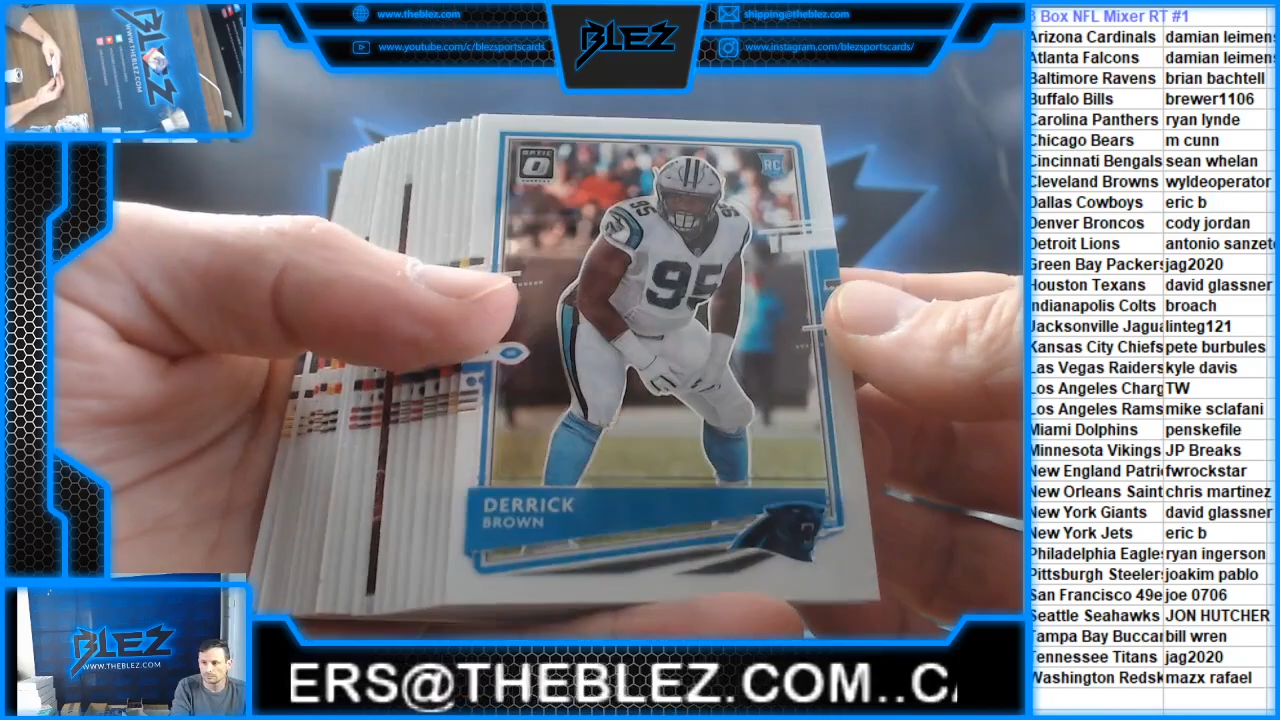 www.theblez.com
www.youtube.com/c/blezsportscards
BLEZ
shipping@theblez.com
www.instagram.com/blezsportscards/
BLEZ
THEBLEZ.COM
OPTIC
RC
95
95
95
DERRICK
BROWN
BLEZ
WWW.THEBLEZ.COM
ERS@THEBLEZ.COM..CA
3 Box NFL Mixer RT #1
Arizona Cardinals damian leimens
Atlanta Falcons damian leimens
Baltimore Ravens brian bachtell
Buffalo Bills brewer1106
Carolina Panthers ryan lynde
Chicago Bears m cunn
Cincinnati Bengals sean whelan
Cleveland Browns wyldeoperator
Dallas Cowboys eric b
Denver Broncos cody jordan
Detroit Lions antonio sanzet
Green Bay Packers jag2020
Houston Texans david glassner
Indianapolis Colts broach
Jacksonville Jagua linteg121
Kansas City Chiefs pete burbules
Las Vegas Raiders kyle davis
Los Angeles Charg TW
Los Angeles Rams mike sclafani
Miami Dolphins penskefile
Minnesota Vikings JP Breaks
New England Patri fwrockstar
New Orleans Saint chris martinez
New York Giants david glassner
New York Jets eric b
Philadelphia Eagle ryan ingerson
Pittsburgh Steeler joakim pablo
San Francisco 49e joe 0706
Seattle Seahawks JON HUTCHER
Tampa Bay Buccar bill wren
Tennessee Titans jag2020
Washington Redsk mazx rafael